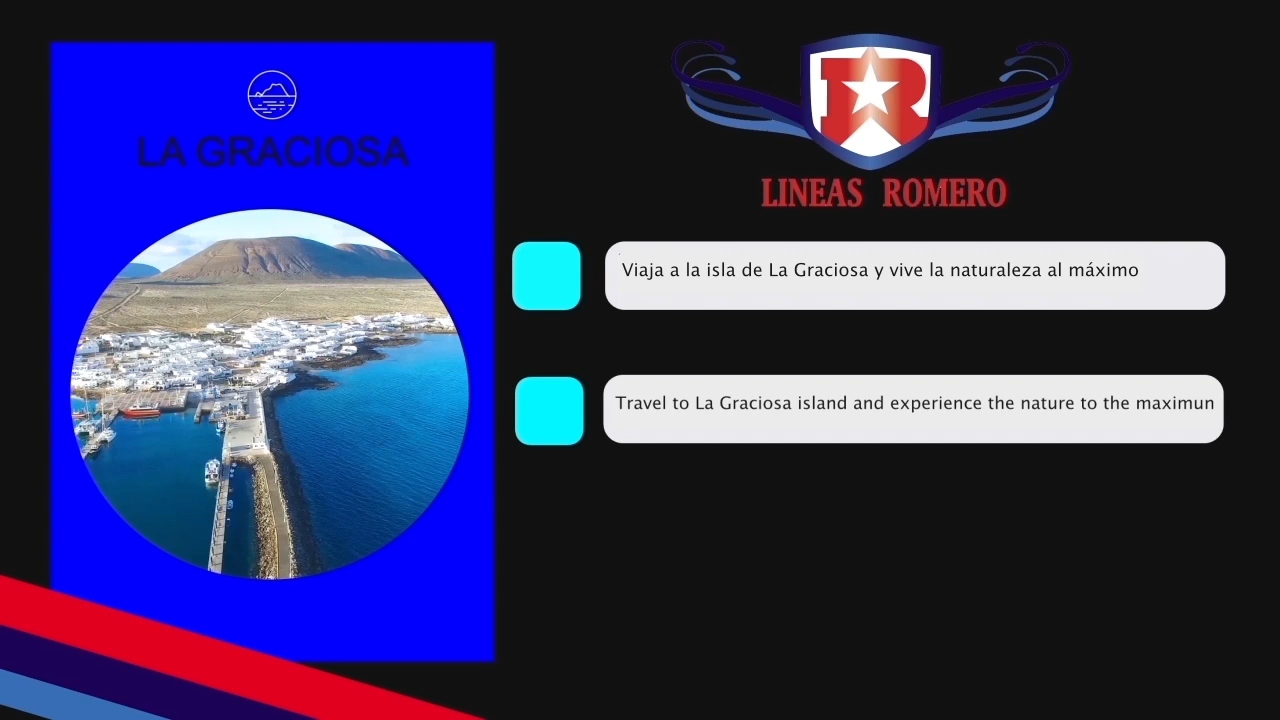 LA GRACIOSA
R
LINEAS ROMERO
Viaja a la isla de La Graciosa y vive la naturaleza al máximo
Travel to La Graciosa island and experience the nature to the maximun